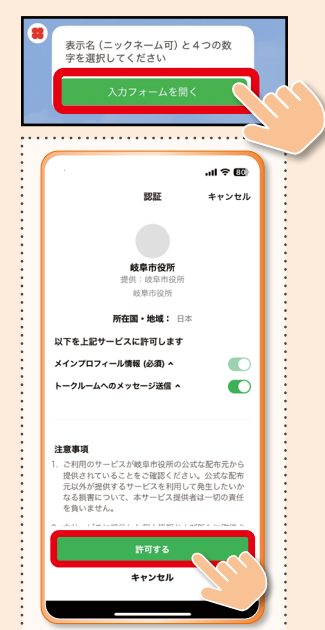 表示名（ニックネーム可）と４つの数
字を選択してください
入力フォームを開く
80
認証
キャンセル
岐阜市役所
提供：岐阜市役所
岐阜市役所
所在国・地域： 日本
以下を上記サービスに許可します
メインプロフィール情報 (必須)
トークルームへのメッセージ送信
注意事項
1. ご利用のサービスが岐阜市役所の公式な配布元から
提供されていることをご確認ください。公式な配布
元以外が提供するサービスを利用して発生したいか
なる損害について、本サービス提供者は一切の責任
を負いません。
許可する
キャンセル